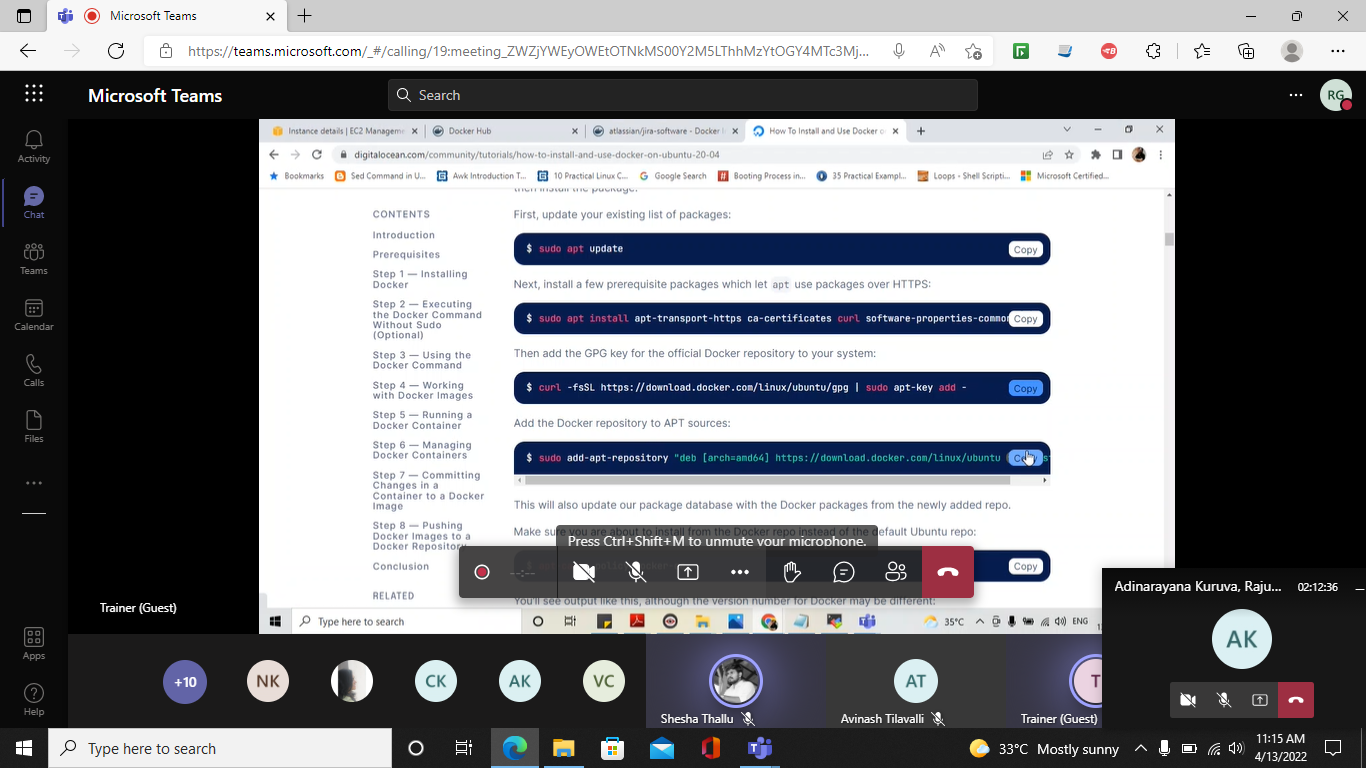 Microsoft Teams
https://teams.microsoft.com/_#/calling/19:meeting_ZWZjYWEyOWEtOTNkMS00Y2M5LThhMzYtOGY4MTc3Mj...
Microsoft Teams
Search
RG
Activity
Chat
Teams
Calendar
Calls
Files
Apps
Help
Instance details | EC2 Manageme
Docker Hub
atlassian/jira-software - Docker
How To Install and Use Docker o
digitalocean.com/community/tutorials/how-to-install-and-use-docker-on-ubuntu-20-04
Bookmarks
Sed Command in U...
Awk Introduction T...
10 Practical Linux C...
Google Search
Booting Process in...
35 Practical Exampl...
Loops - Shell Scripti...
Microsoft Certified...
then install the package:
CONTENTS
Introduction
Prerequisites
Step 1 — Installing
Docker
Step 2 — Executing
the Docker Command
Without Sudo
(Optional)
Step 3 — Using the
Docker Command
Step 4 — Working
with Docker Images
Step 5 — Running a
Docker Container
Step 6 — Managing
Docker Containers
Step 7 — Committing
Changes in a
Container to a Docker
Image
Step 8 — Pushing
Docker Images to a
Docker Repository
Conclusion
RELATED
First, update your existing list of packages:
$ sudo apt update
Copy
Next, install a few prerequisite packages which let apt use packages over HTTPS:
$ sudo apt install apt-transport-https ca-certificates curl software-properties-common
Copy
Then add the GPG key for the official Docker repository to your system:
$ curl -fsSL https://download.docker.com/linux/ubuntu/gpg | sudo apt-key add -
Copy
Add the Docker repository to APT sources:
$ sudo add-apt-repository "deb [arch=amd64] https://download.docker.com/linux/ubuntu
Copy
This will also update our package database with the Docker packages from the newly added repo.
Make sure you are about to install from the Docker repo instead of the default Ubuntu repo:
Press Ctrl+Shift+M to unmute your microphone.
Copy
You'll see output like this, although the version number for Docker may be different:
Type here to search
35°C
ENG
Trainer (Guest)
Adinarayana Kuruva, Raju...
02:12:36
AK
+10
NK
CK
AK
VC
Shesha Thallu
AT
Avinash Tilavalli
T
Trainer (Guest)
Type here to search
33°C Mostly sunny
11:15 AM
4/13/2022